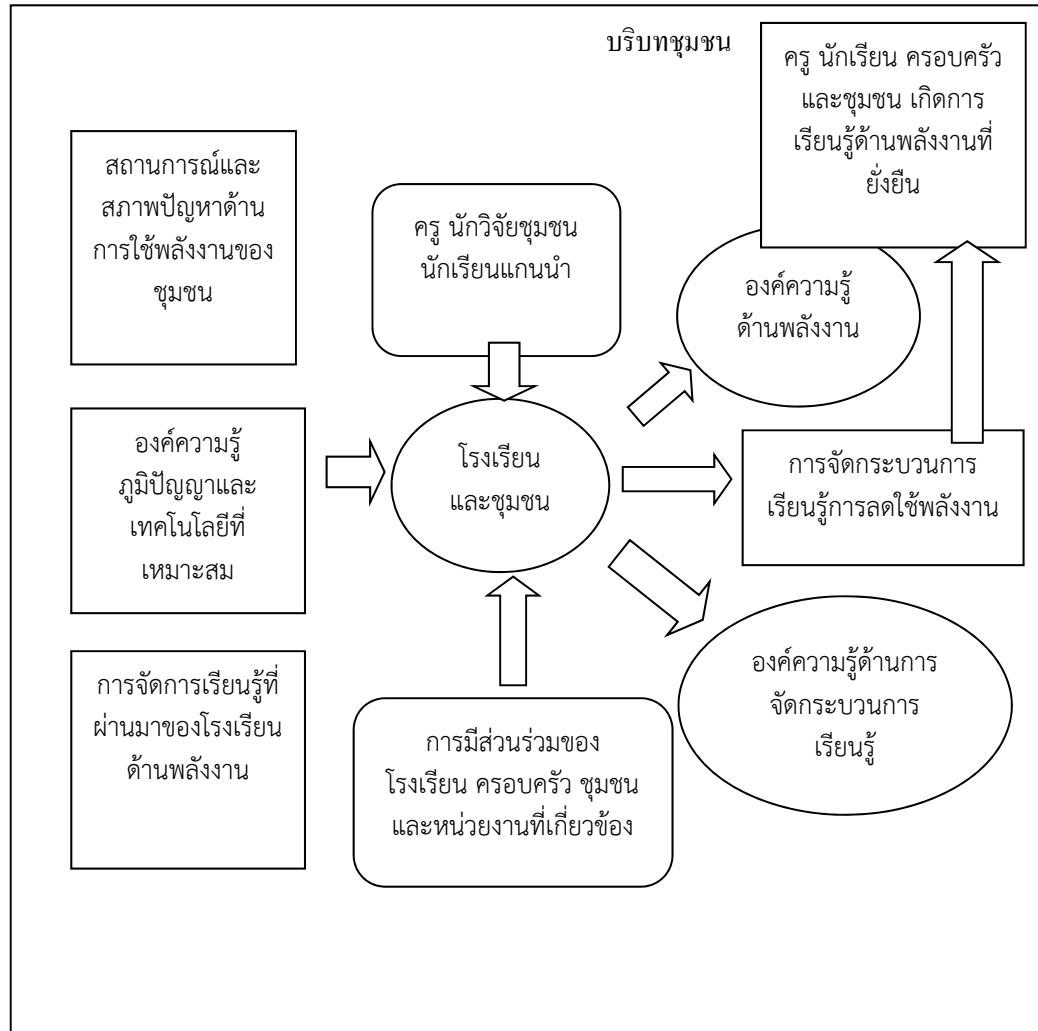 บริบทชุมชน
ครู นักเรียน ครอบครัว
และชุมชน เกิดการ
เรียนรู้ด้านพลังงานที่
ยั่งยืน
สถานการณ์และ
สภาพปัญหาด้าน
การใช้พลังงานของ
ชุมชน
ครู นักวิจัยชุมชน
นักเรียนแกนนำ
องค์ความรู้
ด้านพลังงาน
องค์ความรู้
ภูมิปัญญาและ
เทคโนโลยีที่
เหมาะสม
โรงเรียน
และชุมชน
การจัดกระบวนการ
เรียนรู้การลดใช้พลังงาน
การจัดการเรียนรู้ที่
ผ่านมาของโรงเรียน
ด้านพลังงาน
การมีส่วนร่วมของ
โรงเรียน ครอบครัว ชุมชน
และหน่วยงานที่เกี่ยวข้อง
องค์ความรู้ด้านการ
จัดกระบวนการ
เรียนรู้